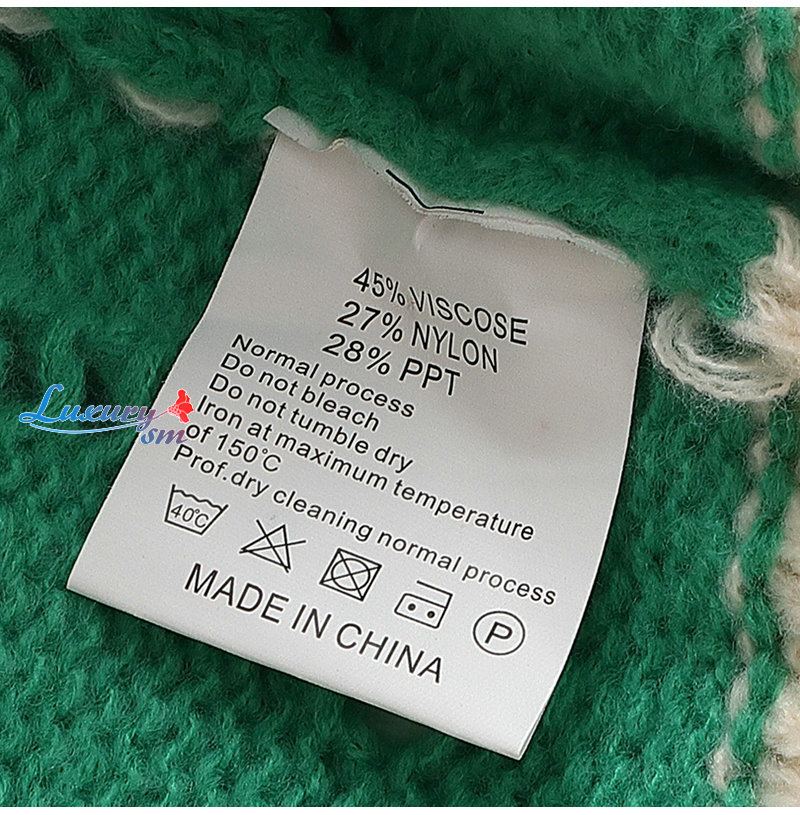 45% VISCOSE
27% NYLON
28% PPT
Normal process
Do not bleach
Do not tumble dry
Iron at maximum temperature
of 150℃
Prof.dry cleaning normal process
40℃
P
MADE IN CHINA
Luxury
sm